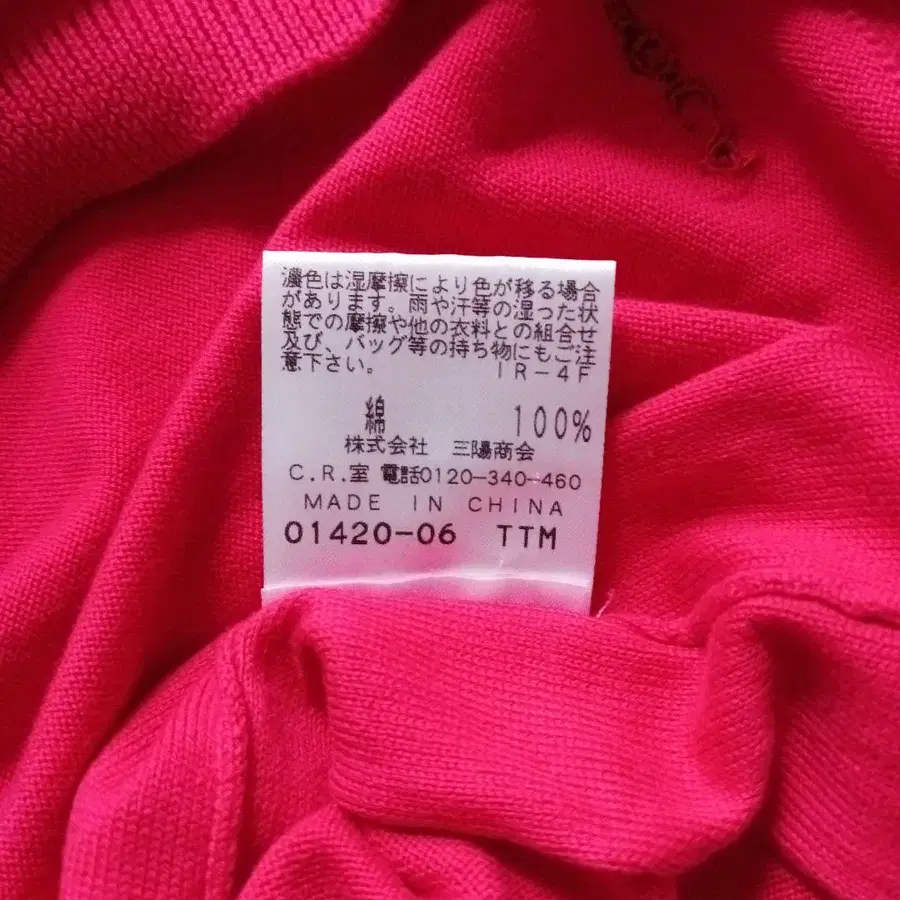 濃色は湿摩擦により色が移る場合
があります。雨や汗等の湿った状
態での摩擦や他の衣料との組合せ
及び、バッグ等の持ち物にもご注
意下さい。 IR-4F
綿 100%
株式会社 三陽商会
C.R.室 電話0120-340-460
MADE IN CHINA
01420-06 TTM